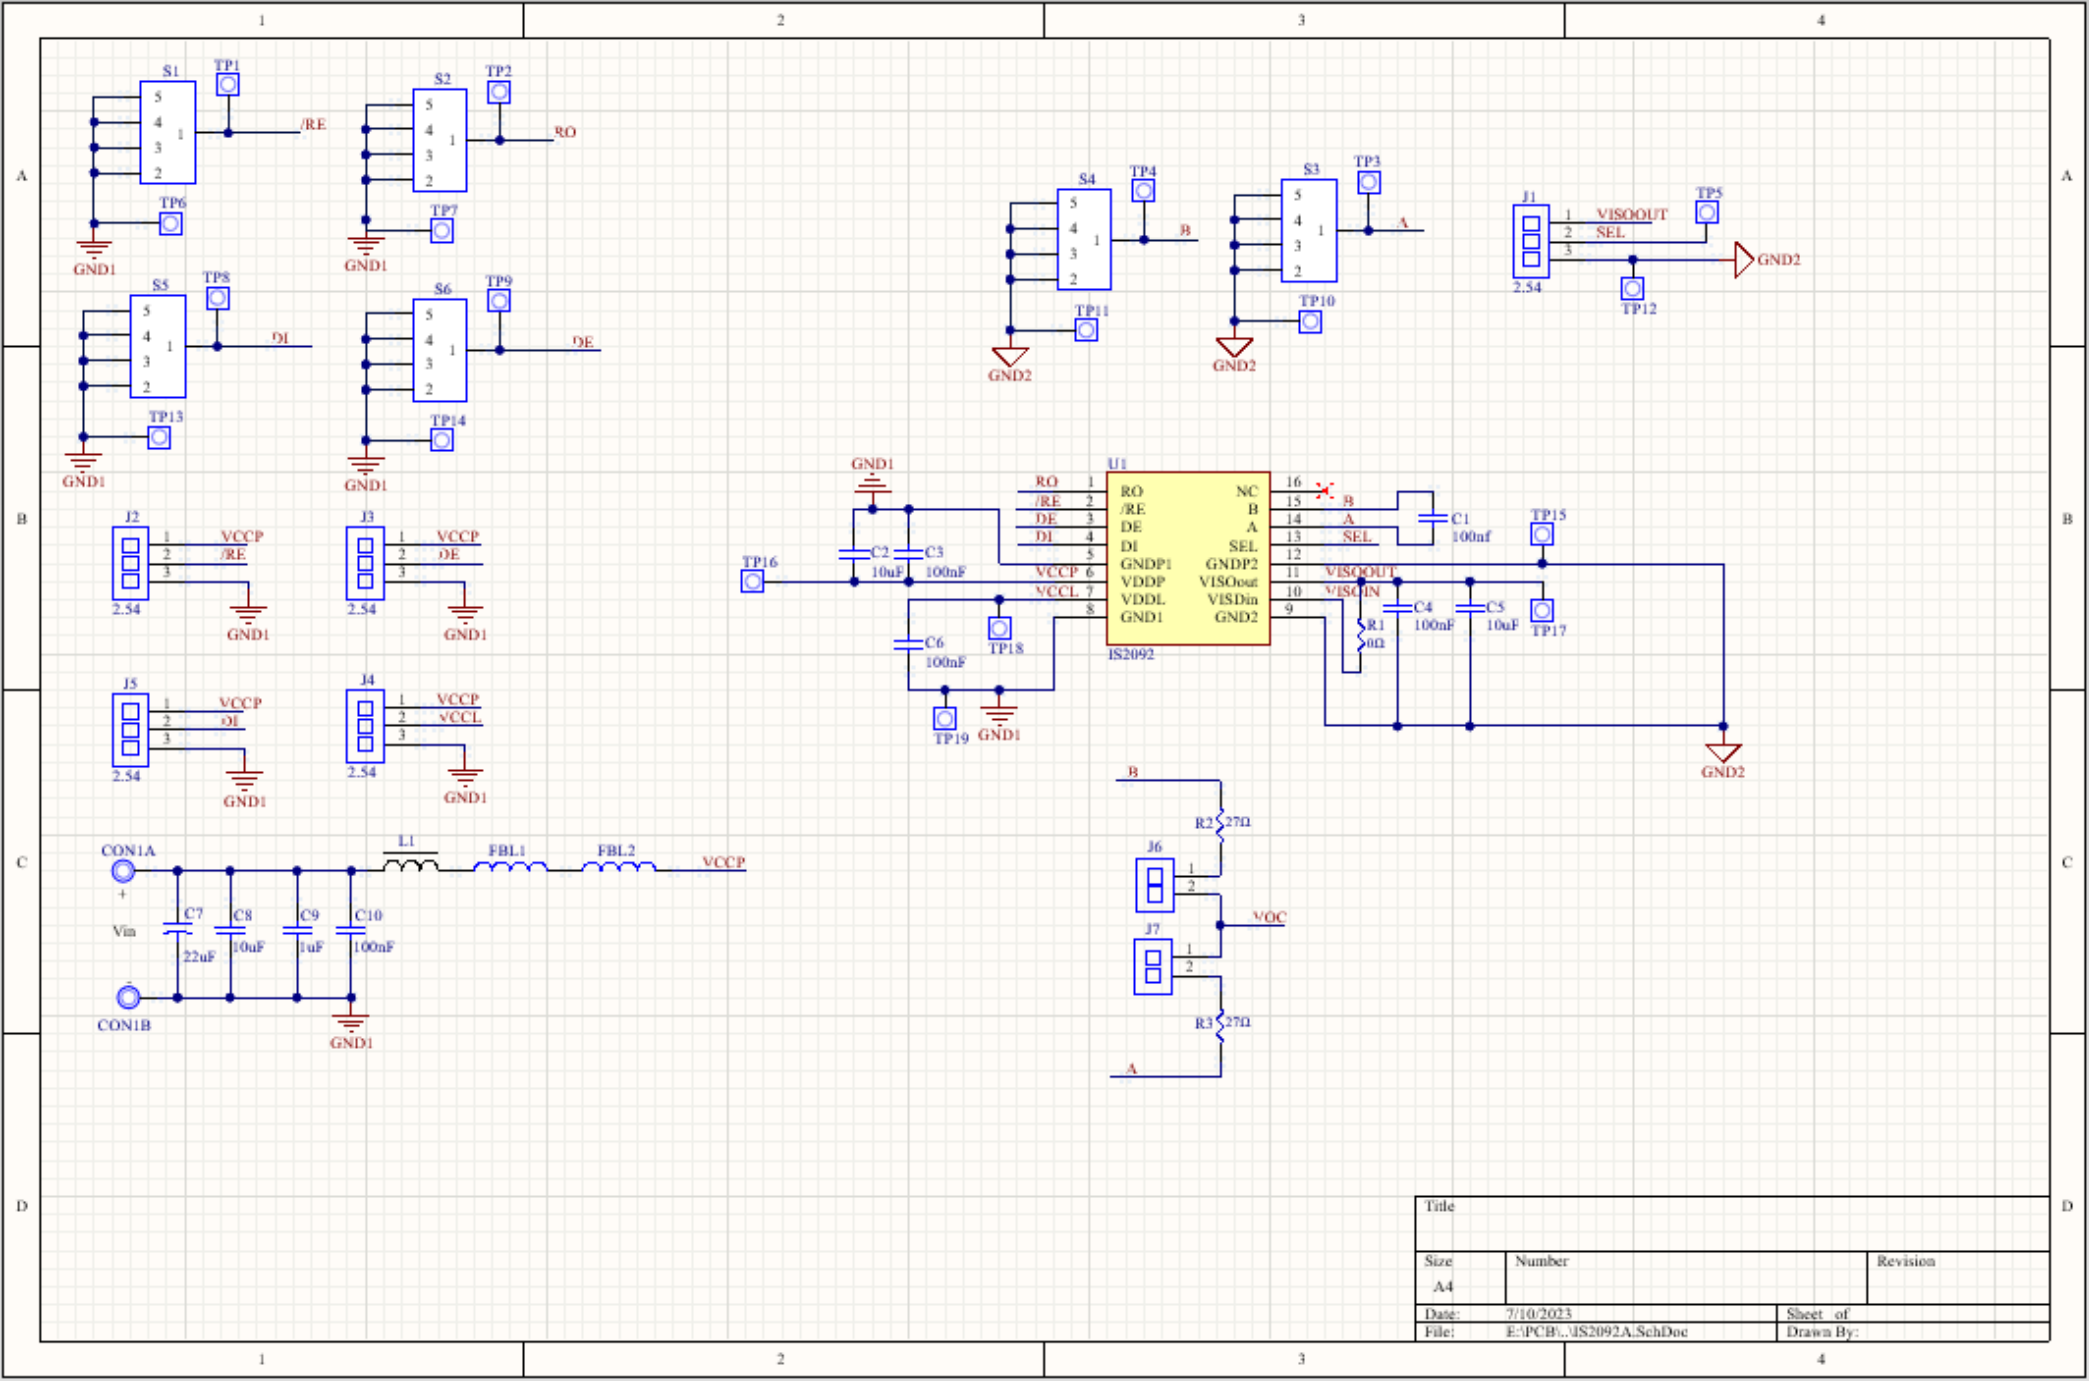 1 2 3 4
A
B
C
D
A
B
C
D
S1 TP1
5
4
3
2
1
/RE
TP6
GND1
S2 TP2
5
4
3
2
1
RO
TP7
GND1
S5 TP8
5
4
3
2
1
DI
TP13
GND1
S6 TP9
5
4
3
2
1
DE
TP14
GND1
S4 TP4
5
4
3
2
1
B
TP11
GND2
S3 TP3
5
4
3
2
1
A
TP10
GND2
J1 TP5
1 VISOOUT
2 SEL
3
GND2
2.54
TP12
J2
1 VCCP
2 /RE
3
2.54
GND1
J3
1 VCCP
2 DE
3
2.54
GND1
J5
1 VCCP
2 DI
3
2.54
GND1
J4
1 VCCP
2 VCCL
3
2.54
GND1
GND1
U1
RO 1 RO NC 16
/RE 2 /RE B 15 B
DE 3 DE A 14 A
DI 4 DI SEL 13 SEL
5 GNDP1 GNDP2 12
VCCP 6 VDDP VISOout 11 VISOOUT
VCCL 7 VDDL VISDin 10 VISOIN
8 GND1 GND2 9
IS2092
TP16
C2
10uF
C3
100nF
C6
100nF
TP18
TP19
GND1
C1
100nf
TP15
R1
0Ω
C4
100nF
C5
10uF
TP17
GND2
CON1A
+
Vin
-
CON1B
C7
22uF
C8
10uF
C9
1uF
C10
100nF
GND1
L1
FBL1
FBL2
VCCP
B
R2 27Ω
J6
1
2
VOC
J7
1
2
R3 27Ω
A
Title
Size
A4
Number
Revision
Date: 7/10/2023
Sheet of
File: E:\PCB\..\IS2092A.SchDoc
Drawn By:
1 2 3 4